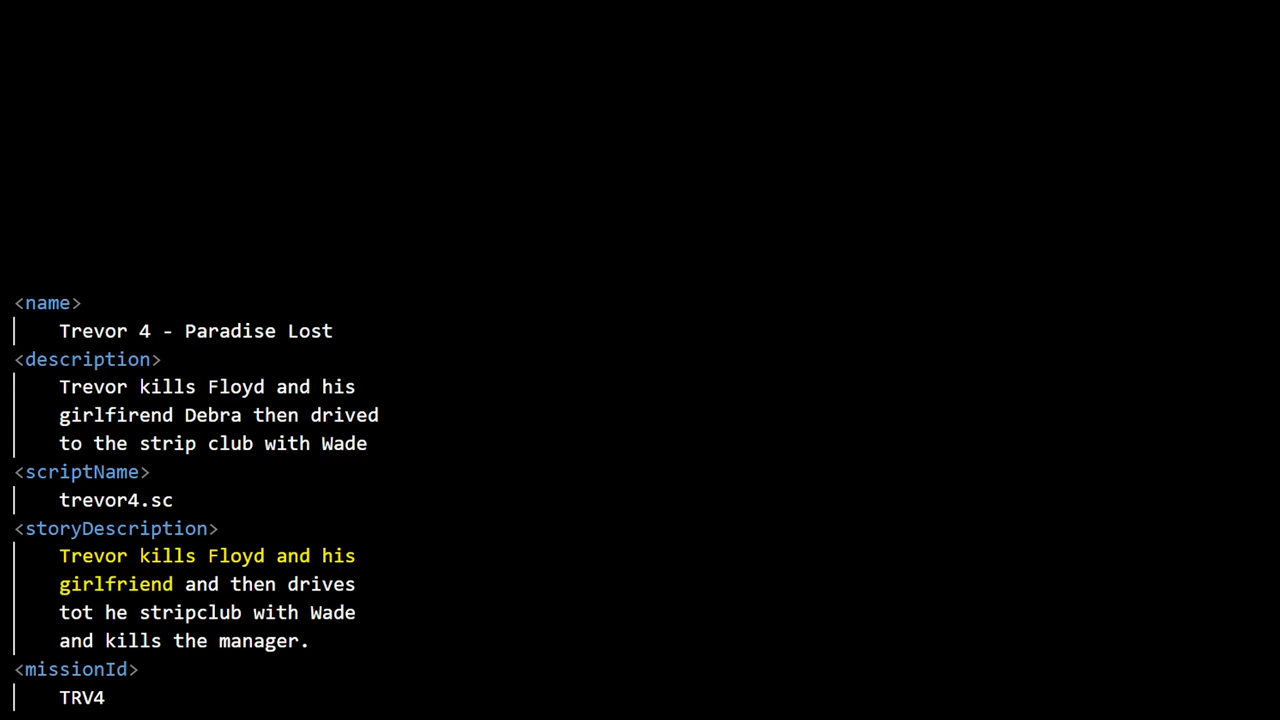 <name>
Trevor 4 - Paradise Lost
<description>
Trevor kills Floyd and his
girlfirend Debra then drived
to the strip club with Wade
<scriptName>
trevor4.sc
<storyDescription>
Trevor kills Floyd and his
girlfriend and then drives
tot he stripclub with Wade
and kills the manager.
<missionId>
TRV4